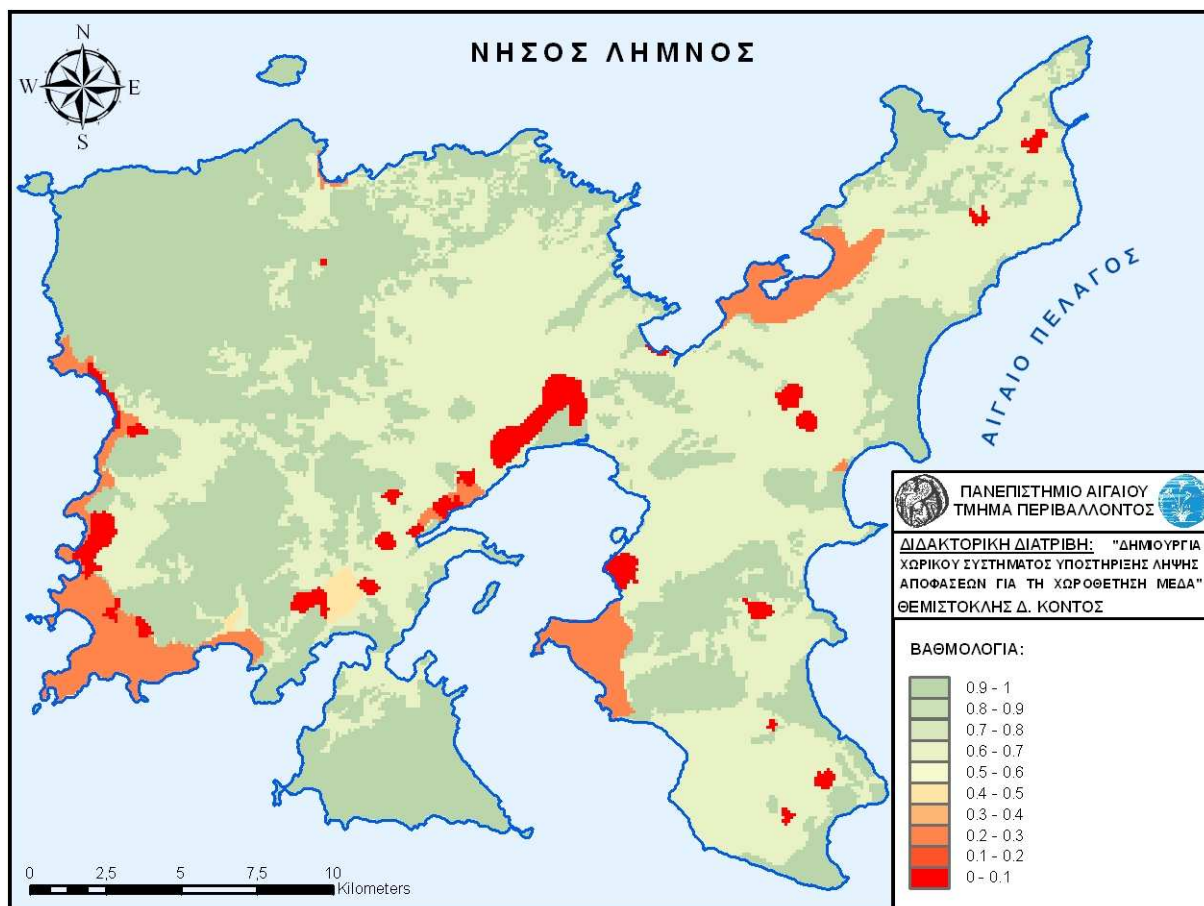 ΝΗΣΟΣ ΛΗΜΝΟΣ
N
W E
S
ΑΙΓΑΙΟ ΠΕΛΑΓΟΣ
ΠΑΝΕΠΙΣΤΗΜΙΟ ΑΙΓΑΙΟΥ
ΤΜΗΜΑ ΠΕΡΙΒΑΛΛΟΝΤΟΣ
ΔΙΔΑΚΤΟΡΙΚΗ ΔΙΑΤΡΙΒΗ: "ΔΗΜΙΟΥΡΓΙΑ
ΧΩΡΙΚΟΥ ΣΥΣΤΗΜΑΤΟΣ ΥΠΟΣΤΗΡΙΞΗΣ ΛΗΨΗΣ
ΑΠΟΦΑΣΕΩΝ ΓΙΑ ΤΗ ΧΩΡΟΘΕΤΗΣΗ ΜΕΔΑ"
ΘΕΜΙΣΤΟΚΛΗΣ Δ. ΚΟΝΤΟΣ
ΒΑΘΜΟΛΟΓΙΑ:
0.9 - 1
0.8 - 0.9
0.7 - 0.8
0.6 - 0.7
0.5 - 0.6
0.4 - 0.5
0.3 - 0.4
0.2 - 0.3
0.1 - 0.2
0 - 0.1
0 2,5 5 7,5 10
Kilometers